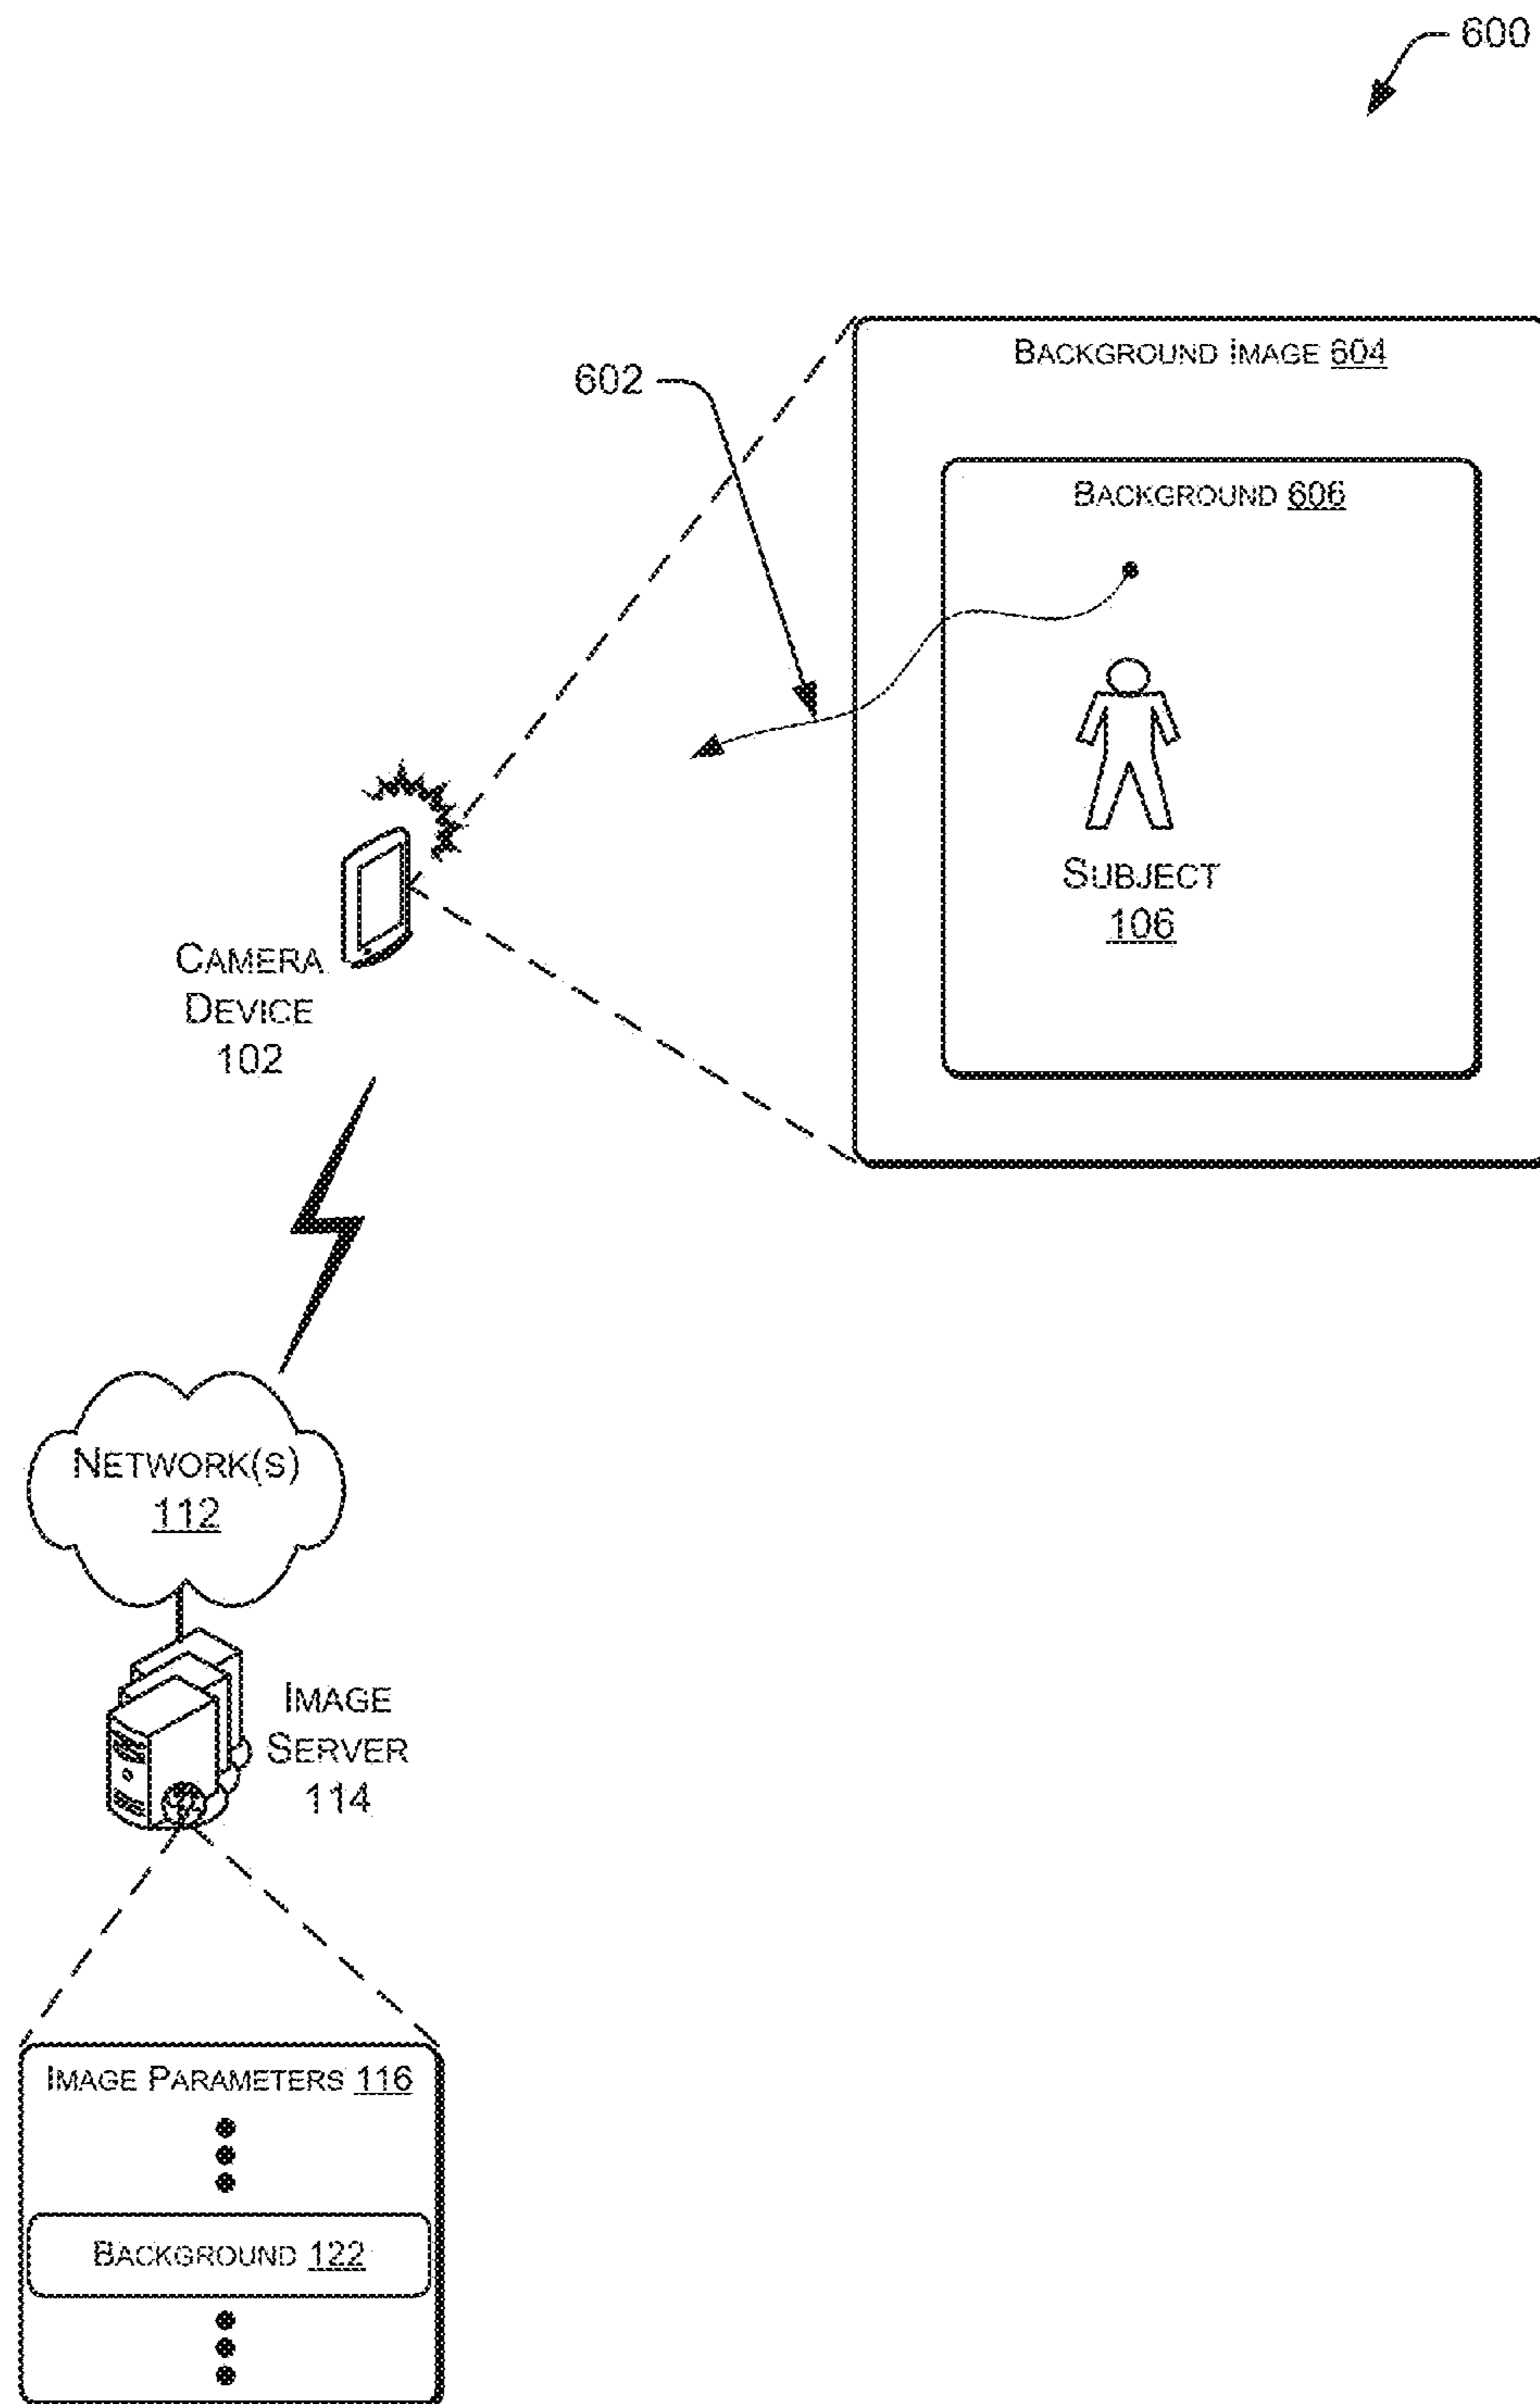 600
BACKGROUND IMAGE 604
602
BACKGROUND 606
SUBJECT
106
CAMERA
DEVICE
102
NETWORK(S)
112
IMAGE
SERVER
114
IMAGE PARAMETERS 116
BACKGROUND 122